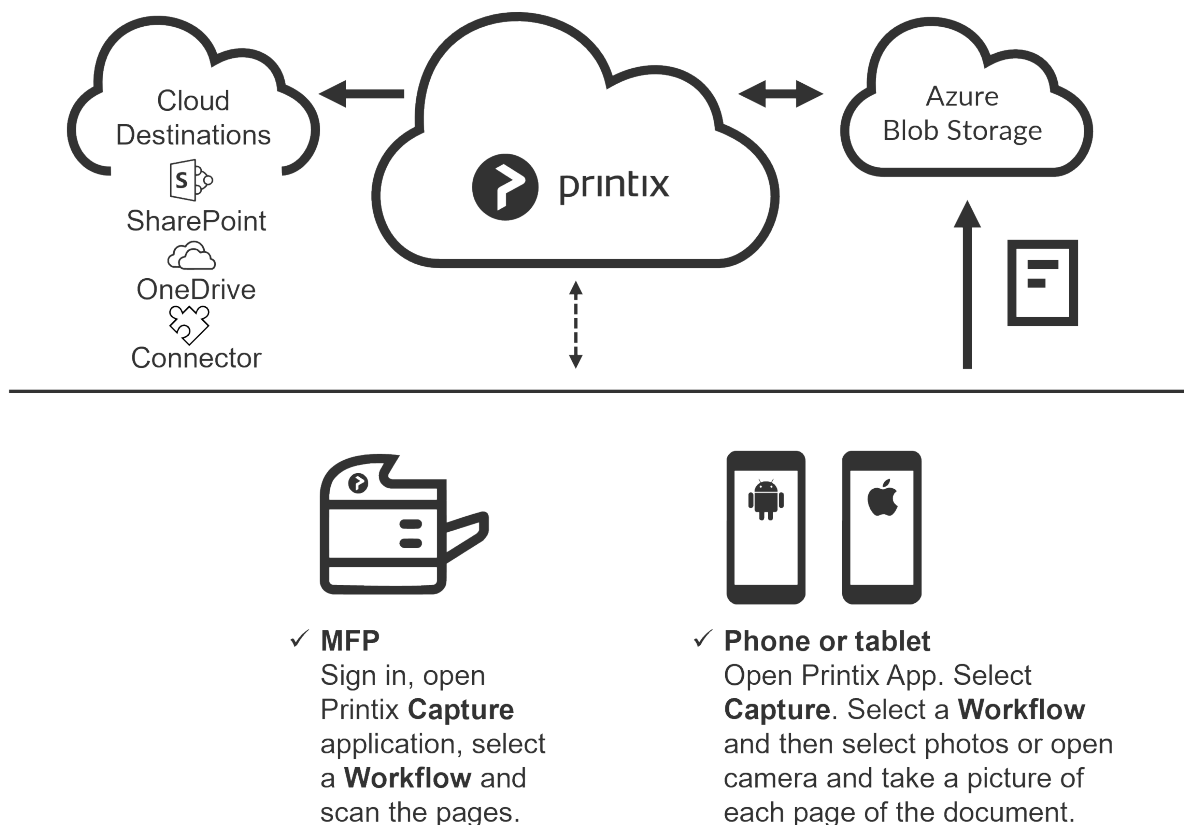 Cloud
Destinations
S
SharePoint
OneDrive
Connector
printix
Azure
Blob Storage
✓ MFP
Sign in, open
Printix Capture
application, select
a Workflow and
scan the pages.
✓ Phone or tablet
Open Printix App. Select
Capture. Select a Workflow
and then select photos or open
camera and take a picture of
each page of the document.